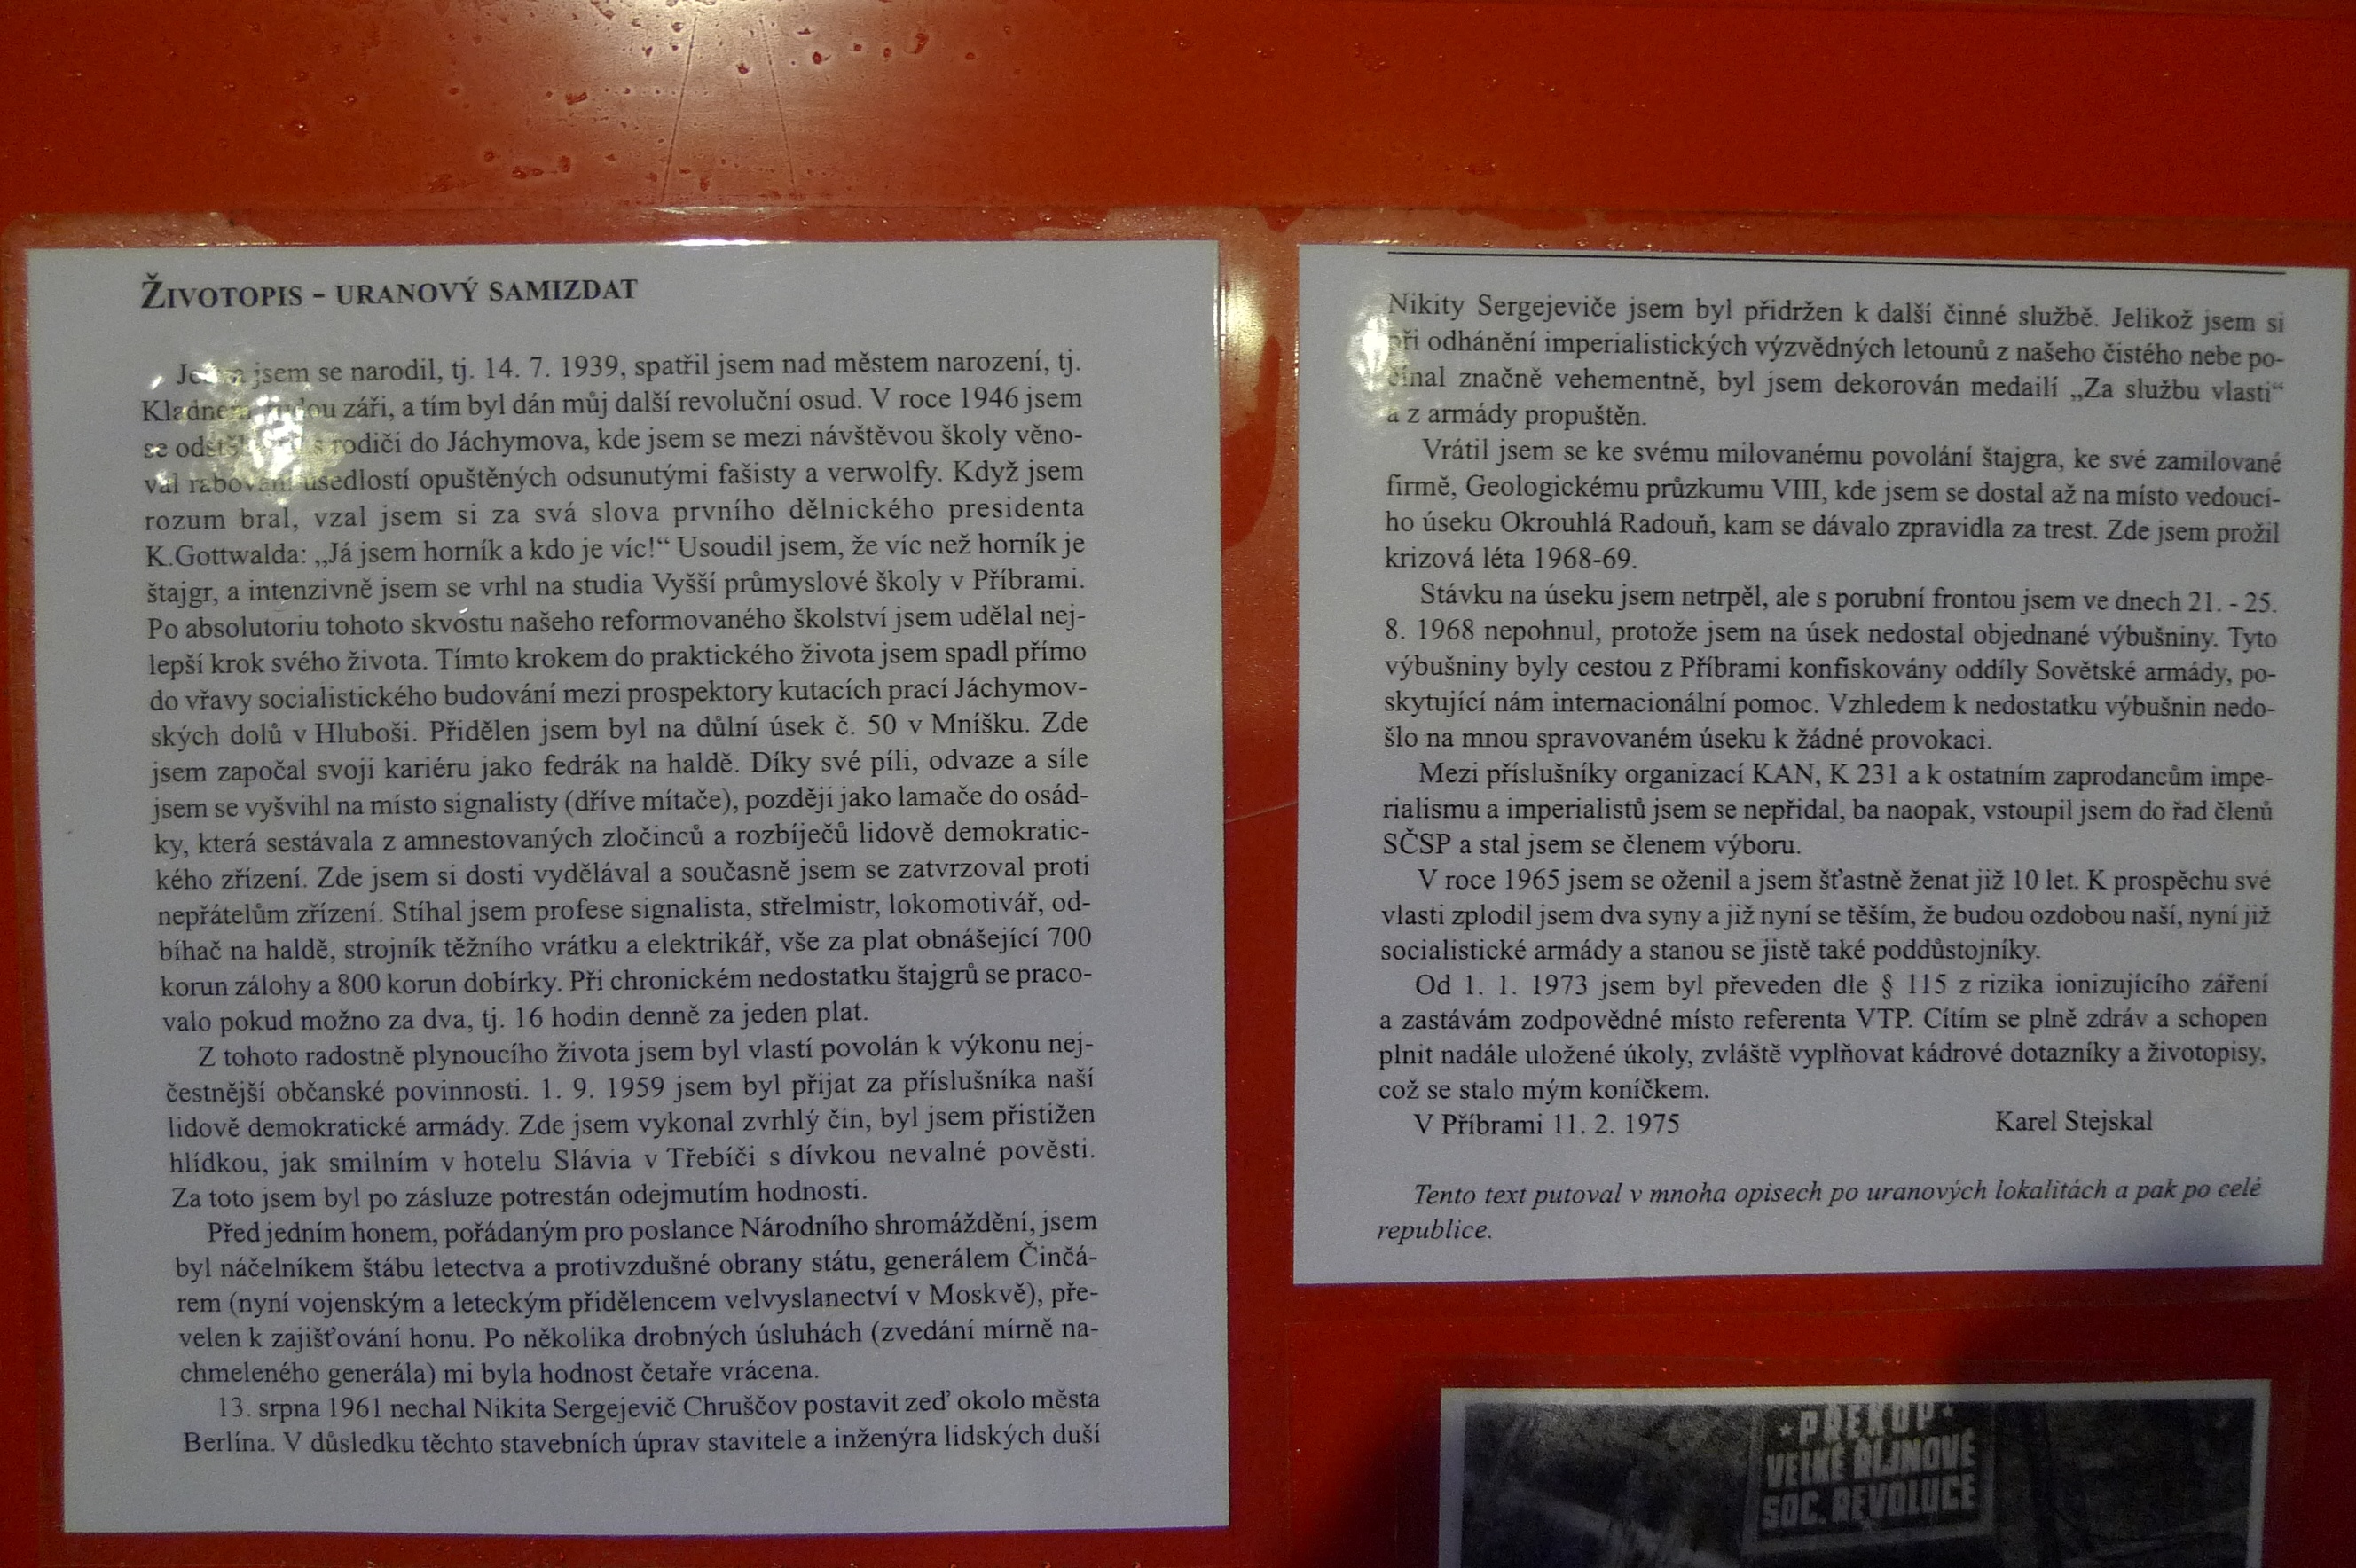 ŽIVOTOPIS – URANOVÝ SAMIZDAT
jsem se narodil, tj. 14. 7. 1939, spatřil jsem nad městem narození, tj.
záři, a tím byl dán můj další revoluční osud. V roce 1946 jsem
se rodiči do Jáchymova, kde jsem se mezi návštěvou školy věno-
val usedlostí opuštěných odsunutými fašisty a verwolfy. Když jsem
rozum bral, vzal jsem si za svá slova prvního dělnického presidenta
K.Gottwalda: „Já jsem horník a kdo je víc!“ Usoudil jsem, že víc než horník je
štajgr, a intenzivně jsem se vrhl na studia Vyšší průmyslové školy v Příbrami.
Po absolutoriu tohoto skvostu našeho reformovaného školství jsem udělal nej-
lepší krok svého života. Tímto krokem do praktického života jsem spadl přímo
do vřavy socialistického budování mezi prospektory kutacích prací Jáchymov-
ských dolů v Hluboši. Přidělen jsem byl na důlní úsek č. 50 v Mníšku. Zde
jsem započal svoji kariéru jako fedrák na haldě. Díky své píli, odvaze a síle
jsem se vyšvihl na místo signalisty (dříve mítače), později jako lamače do osád-
ky, která sestávala z amnestovaných zločinců a rozbíječů lidově demokratic-
kého zřízení. Zde jsem si dosti vydělával a současně jsem se zatvrzoval proti
nepřátelům zřízení. Stíhal jsem profese signalista, střelmistr, lokomotivář, od-
bíhač na haldě, strojník těžního vrátku a elektrikář, vše za plat obnášející 700
korun zálohy a 800 korun dobírky. Při chronickém nedostatku štajgrů se praco-
valo pokud možno za dva, tj. 16 hodin denně za jeden plat.
Z tohoto radostně plynoucího života jsem byl vlastí povolán k výkonu nej-
čestnější občanské povinnosti. 1. 9. 1959 jsem byl přijat za příslušníka naší
lidově demokratické armády. Zde jsem vykonal zvrhlý čin, byl jsem přistižen
hlídkou, jak smilním v hotelu Slávia v Třebíči s dívkou nevalné pověsti.
Za toto jsem byl po zásluze potrestán odejmutím hodnosti.
Před jedním honem, pořádaným pro poslance Národního shromáždění, jsem
byl náčelníkem štábu letectva a protivzdušné obrany státu, generálem Činčá-
rem (nyní vojenským a leteckým přidělencem velvyslanectví v Moskvě), pře-
velen k zajišťování honu. Po několika drobných úsluhách (zvedání mírně na-
chmeleného generála) mi byla hodnost četaře vrácena.
13. srpna 1961 nechal Nikita Sergejevič Chruščov postavit zeď okolo města
Berlína. V důsledku těchto stavebních úprav stavitele a inženýra lidských duší
Nikity Sergejeviče jsem byl přidržen k další činné službě. Jelikož jsem si
při odhánění imperialistických výzvědných letounů z našeho čistého nebe po-
čínal značně vehementně, byl jsem dekorován medailí „Za službu vlasti“
a z armády propuštěn.
Vrátil jsem se ke svému milovanému povolání štajgra, ke své zamilované
firmě, Geologickému průzkumu VIII, kde jsem se dostal až na místo vedoucí-
ho úseku Okrouhlá Radouň, kam se dávalo zpravidla za trest. Zde jsem prožil
krizová léta 1968-69.
Stávku na úseku jsem netrpěl, ale s porubní frontou jsem ve dnech 21. - 25.
8. 1968 nepohnul, protože jsem na úsek nedostal objednané výbušniny. Tyto
výbušniny byly cestou z Příbrami konfiskovány oddíly Sovětské armády, po-
skytující nám internacionální pomoc. Vzhledem k nedostatku výbušnin nedo-
šlo na mnou spravovaném úseku k žádné provokaci.
Mezi příslušníky organizací KAN, K 231 a k ostatním zaprodancům impe-
rialismu a imperialistů jsem se nepřidal, ba naopak, vstoupil jsem do řad členů
SČSP a stal jsem se členem výboru.
V roce 1965 jsem se oženil a jsem šťastně ženat již 10 let. K prospěchu své
vlasti zplodil jsem dva syny a již nyní se těším, že budou ozdobou naší, nyní již
socialistické armády a stanou se jistě také poddůstojníky.
Od 1. 1. 1973 jsem byl převeden dle § 115 z rizika ionizujícího záření
a zastávám zodpovědné místo referenta VTP. Cítím se plně zdráv a schopen
plnit nadále uložené úkoly, zvláště vyplňovat kádrové dotazníky a životopisy,
což se stalo mým koníčkem.
V Příbrami 11. 2. 1975 Karel Stejskal
Tento text putoval v mnoha opisech po uranových lokalitách a pak po celé
republice.
PŘEKOP
VELKÉ ŘÍJNOVÉ
SOC. REVOLUCE